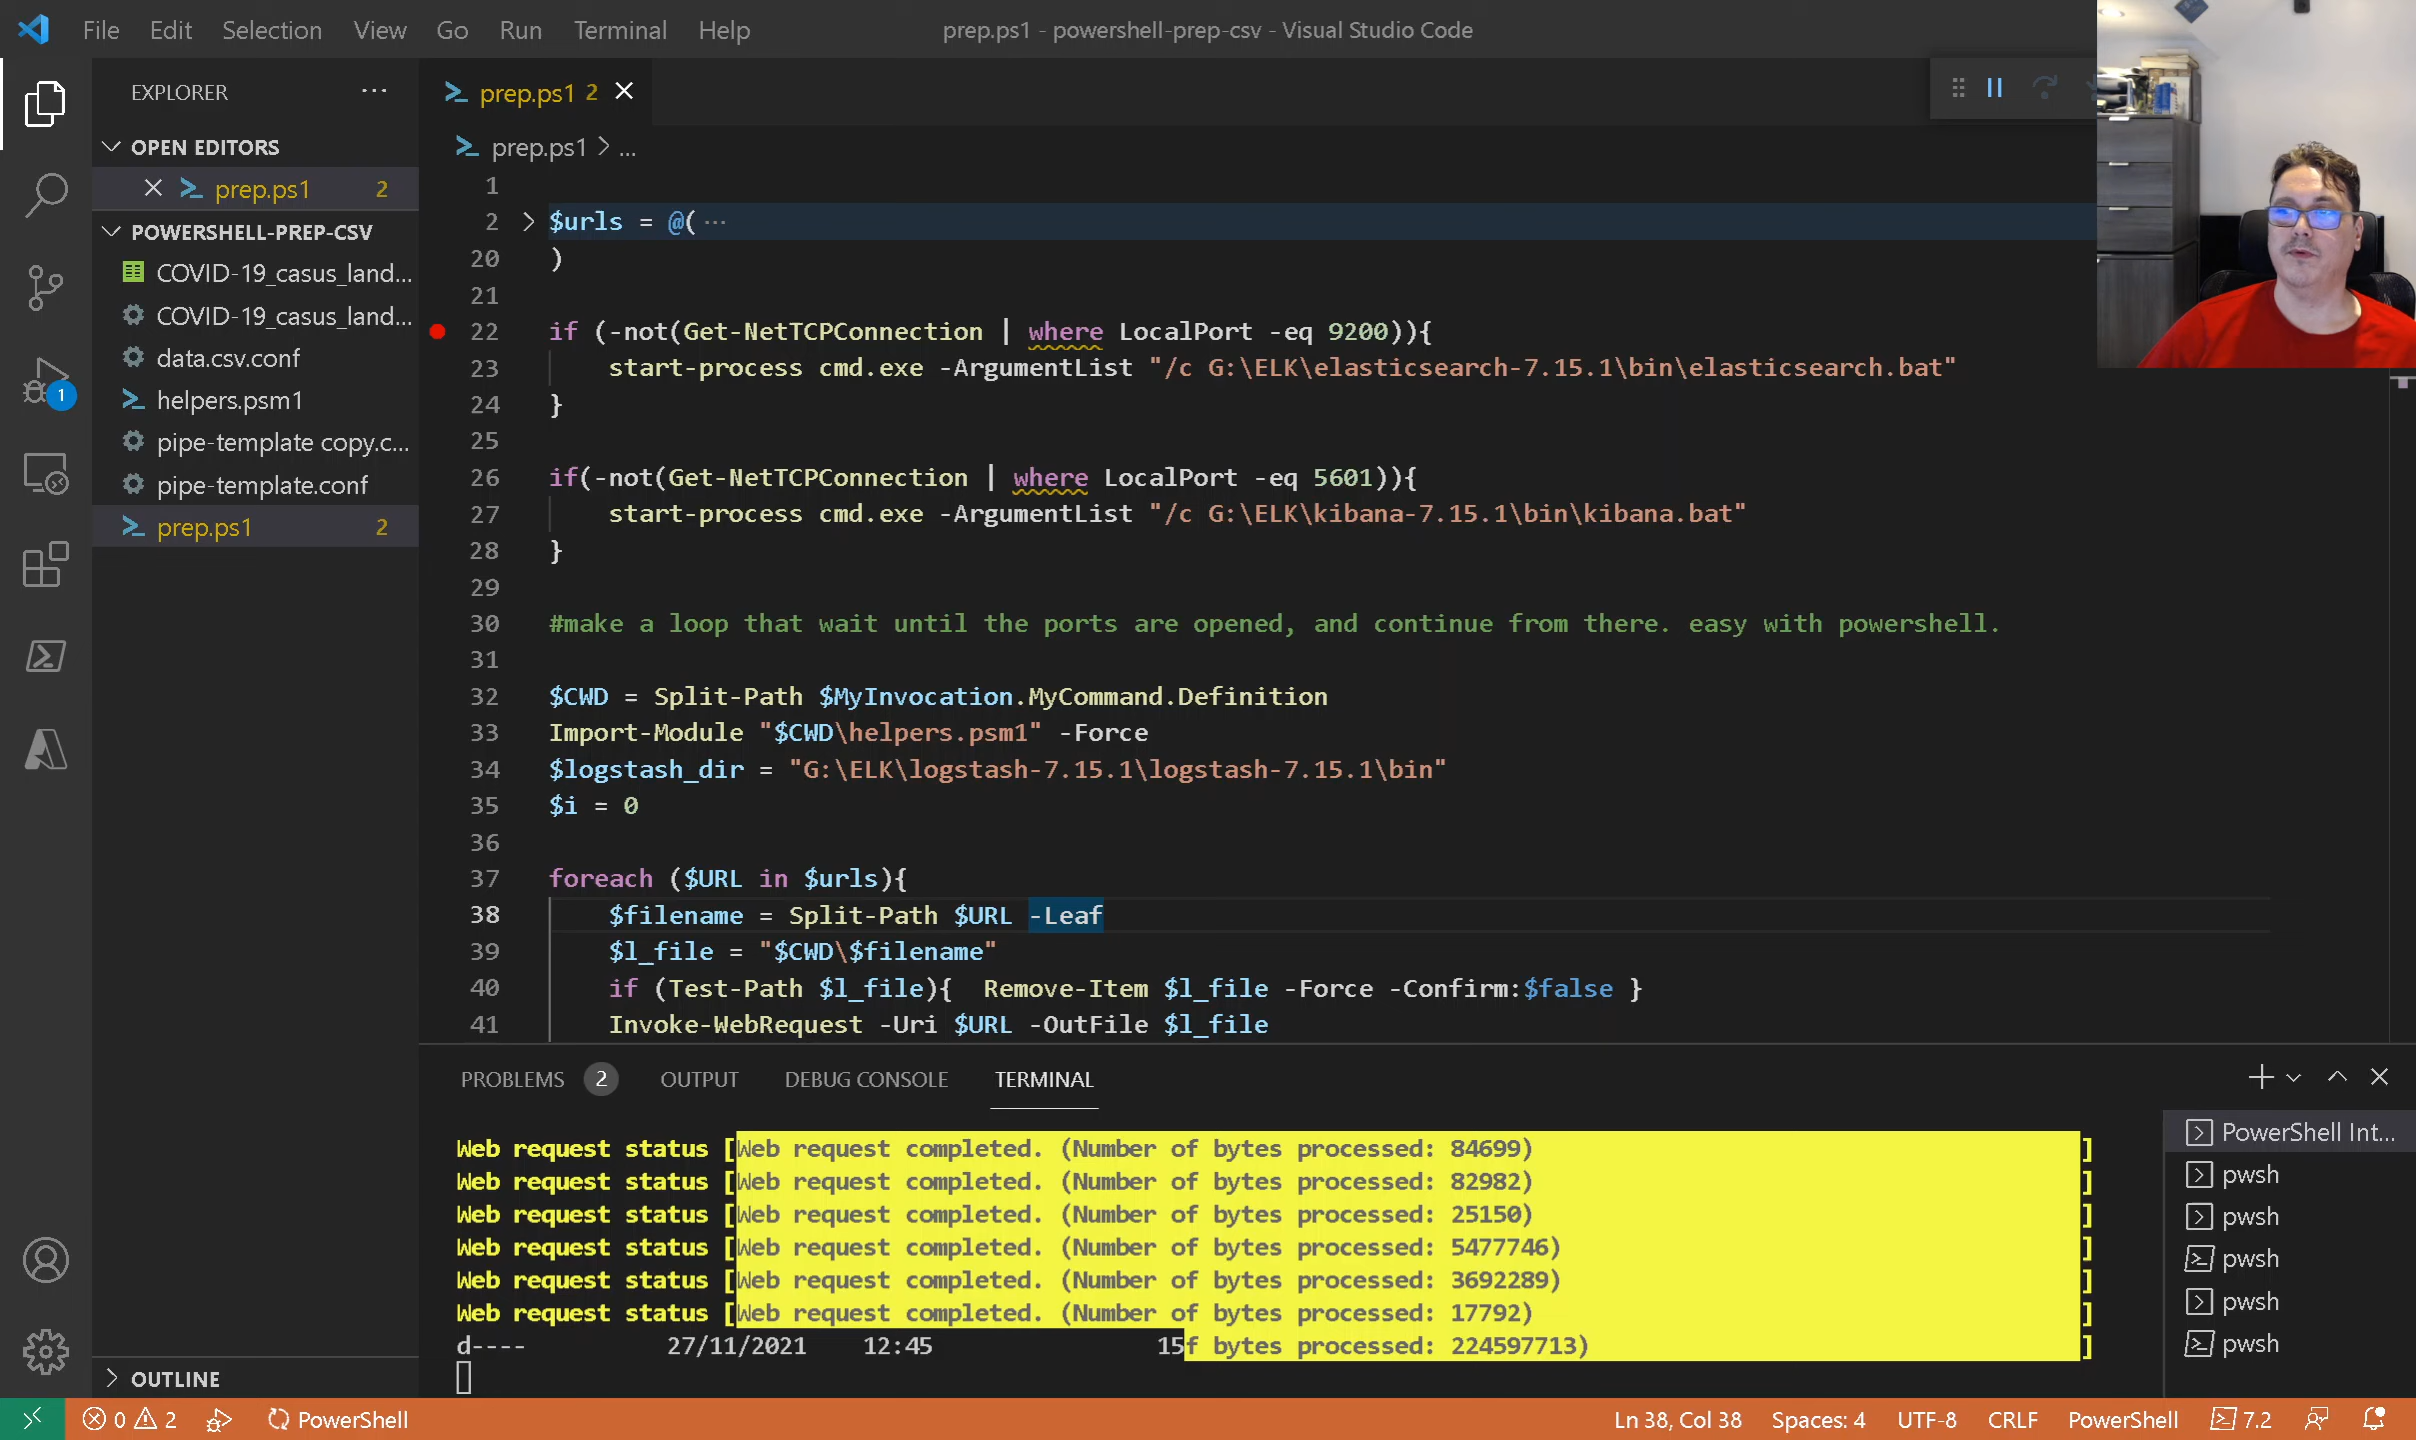 File Edit Selection View Go Run Terminal Help
prep.ps1 - powershell-prep-csv - Visual Studio Code
EXPLORER
OPEN EDITORS
prep.ps1 2
POWERSHELL-PREP-CSV
COVID-19_casus_land...
COVID-19_casus_land...
data.csv.conf
helpers.psm1
pipe-template copy.c...
pipe-template.conf
prep.ps1 2
1
OUTLINE
prep.ps1 2
prep.ps1 > ...
1
2 $urls = @( ...
20 )
21
22 if (-not(Get-NetTCPConnection | where LocalPort -eq 9200)){
23 start-process cmd.exe -ArgumentList "/c G:\ELK\elasticsearch-7.15.1\bin\elasticsearch.bat"
24 }
25
26 if(-not(Get-NetTCPConnection | where LocalPort -eq 5601)){
27 start-process cmd.exe -ArgumentList "/c G:\ELK\kibana-7.15.1\bin\kibana.bat"
28 }
29
30 #make a loop that wait until the ports are opened, and continue from there. easy with powershell.
31
32 $CWD = Split-Path $MyInvocation.MyCommand.Definition
33 Import-Module "$CWD\helpers.psm1" -Force
34 $logstash_dir = "G:\ELK\logstash-7.15.1\logstash-7.15.1\bin"
35 $i = 0
36
37 foreach ($URL in $urls){
38 $filename = Split-Path $URL -Leaf
39 $l_file = "$CWD\$filename"
40 if (Test-Path $l_file){ Remove-Item $l_file -Force -Confirm:$false }
41 Invoke-WebRequest -Uri $URL -OutFile $l_file
PROBLEMS 2 OUTPUT DEBUG CONSOLE TERMINAL
Web request status [Web request completed. (Number of bytes processed: 84699) ]
Web request status [Web request completed. (Number of bytes processed: 82982) ]
Web request status [Web request completed. (Number of bytes processed: 25150) ]
Web request status [Web request completed. (Number of bytes processed: 5477746) ]
Web request status [Web request completed. (Number of bytes processed: 3692289) ]
Web request status [Web request completed. (Number of bytes processed: 17792) ]
d---- 27/11/2021 12:45 15f bytes processed: 224597713) ]
PowerShell Int...
pwsh
pwsh
pwsh
pwsh
pwsh
0 2 PowerShell
Ln 38, Col 38 Spaces: 4 UTF-8 CRLF PowerShell 7.2